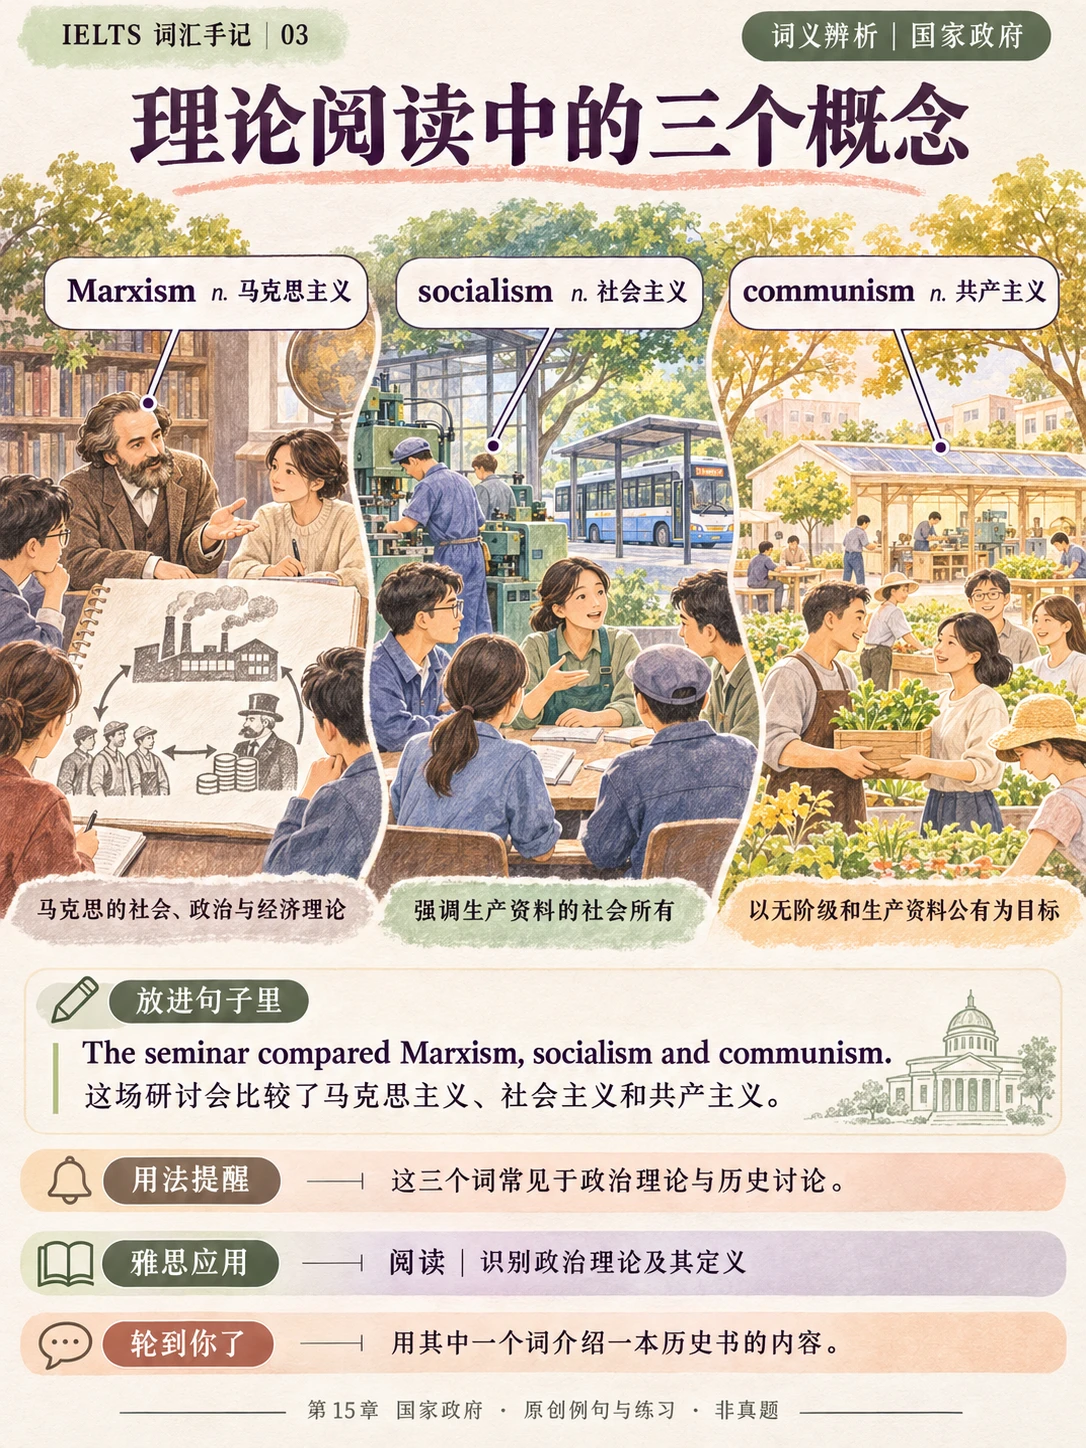 IELTS 词汇手记 | 03
词义辨析 | 国家政府
理论阅读中的三个概念
Marxism n. 马克思主义
socialism n. 社会主义
communism n. 共产主义
马克思的社会、政治与经济理论
强调生产资料的社会所有
以无阶级和生产资料公有为目标
放进句子里
The seminar compared Marxism, socialism and communism.
这场研讨会比较了马克思主义、社会主义和共产主义。
用法提醒
这三个词常见于政治理论与历史讨论。
雅思应用
阅读 | 识别政治理论及其定义
轮到你了
用其中一个词介绍一本历史书的内容。
第15章 国家政府 · 原创例句与练习 · 非真题